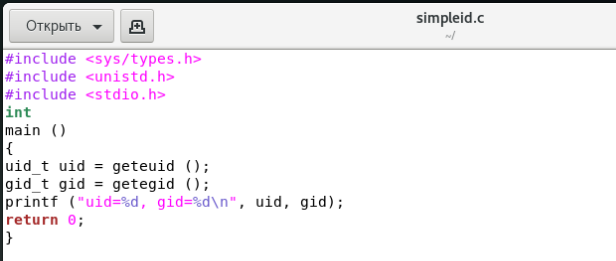 Открыть
simpleid.c
~/
#include <sys/types.h>
#include <unistd.h>
#include <stdio.h>
int
main ()
{
uid_t uid = geteuid ();
gid_t gid = getegid ();
printf ("uid=%d, gid=%d\n", uid, gid);
return 0;
}